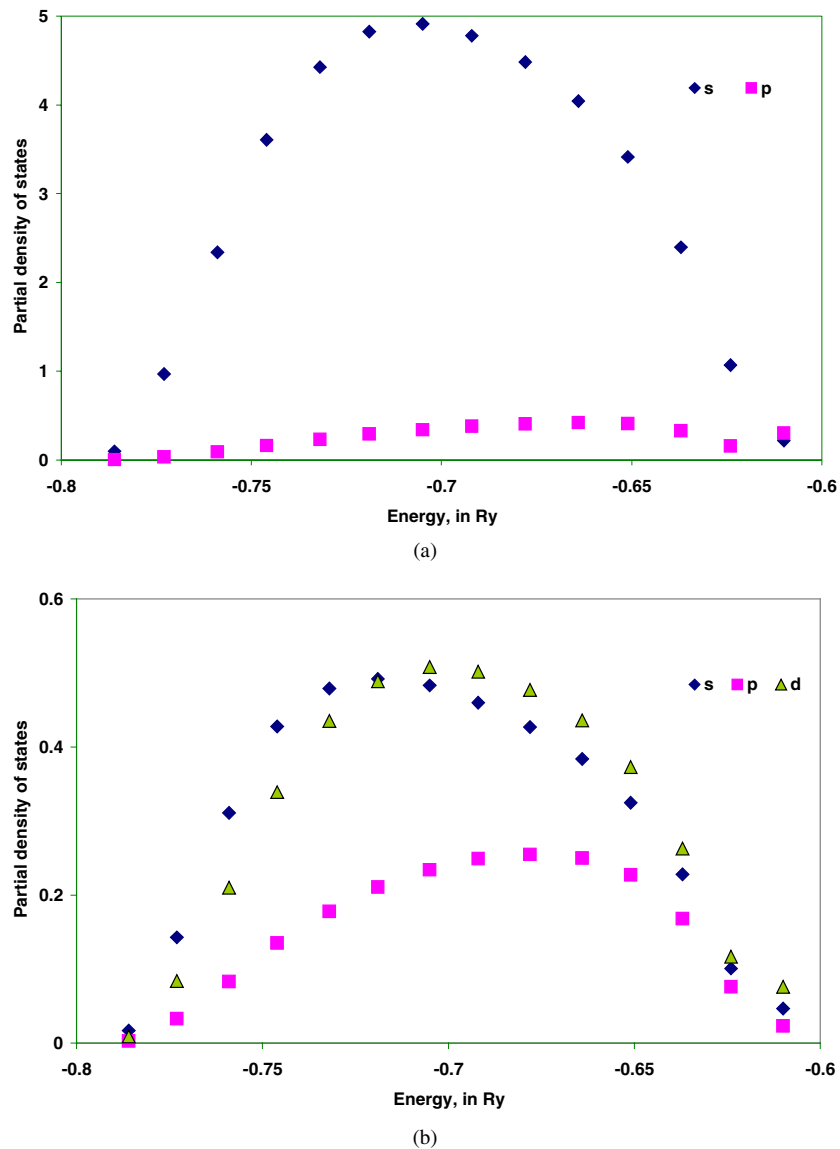 5
4
3
2
1
0
Partial density of states
s p
-0.8 -0.75 -0.7 -0.65 -0.6
Energy, in Ry
(a)
0.6
0.4
0.2
0
Partial density of states
s p d
-0.8 -0.75 -0.7 -0.65 -0.6
Energy, in Ry
(b)